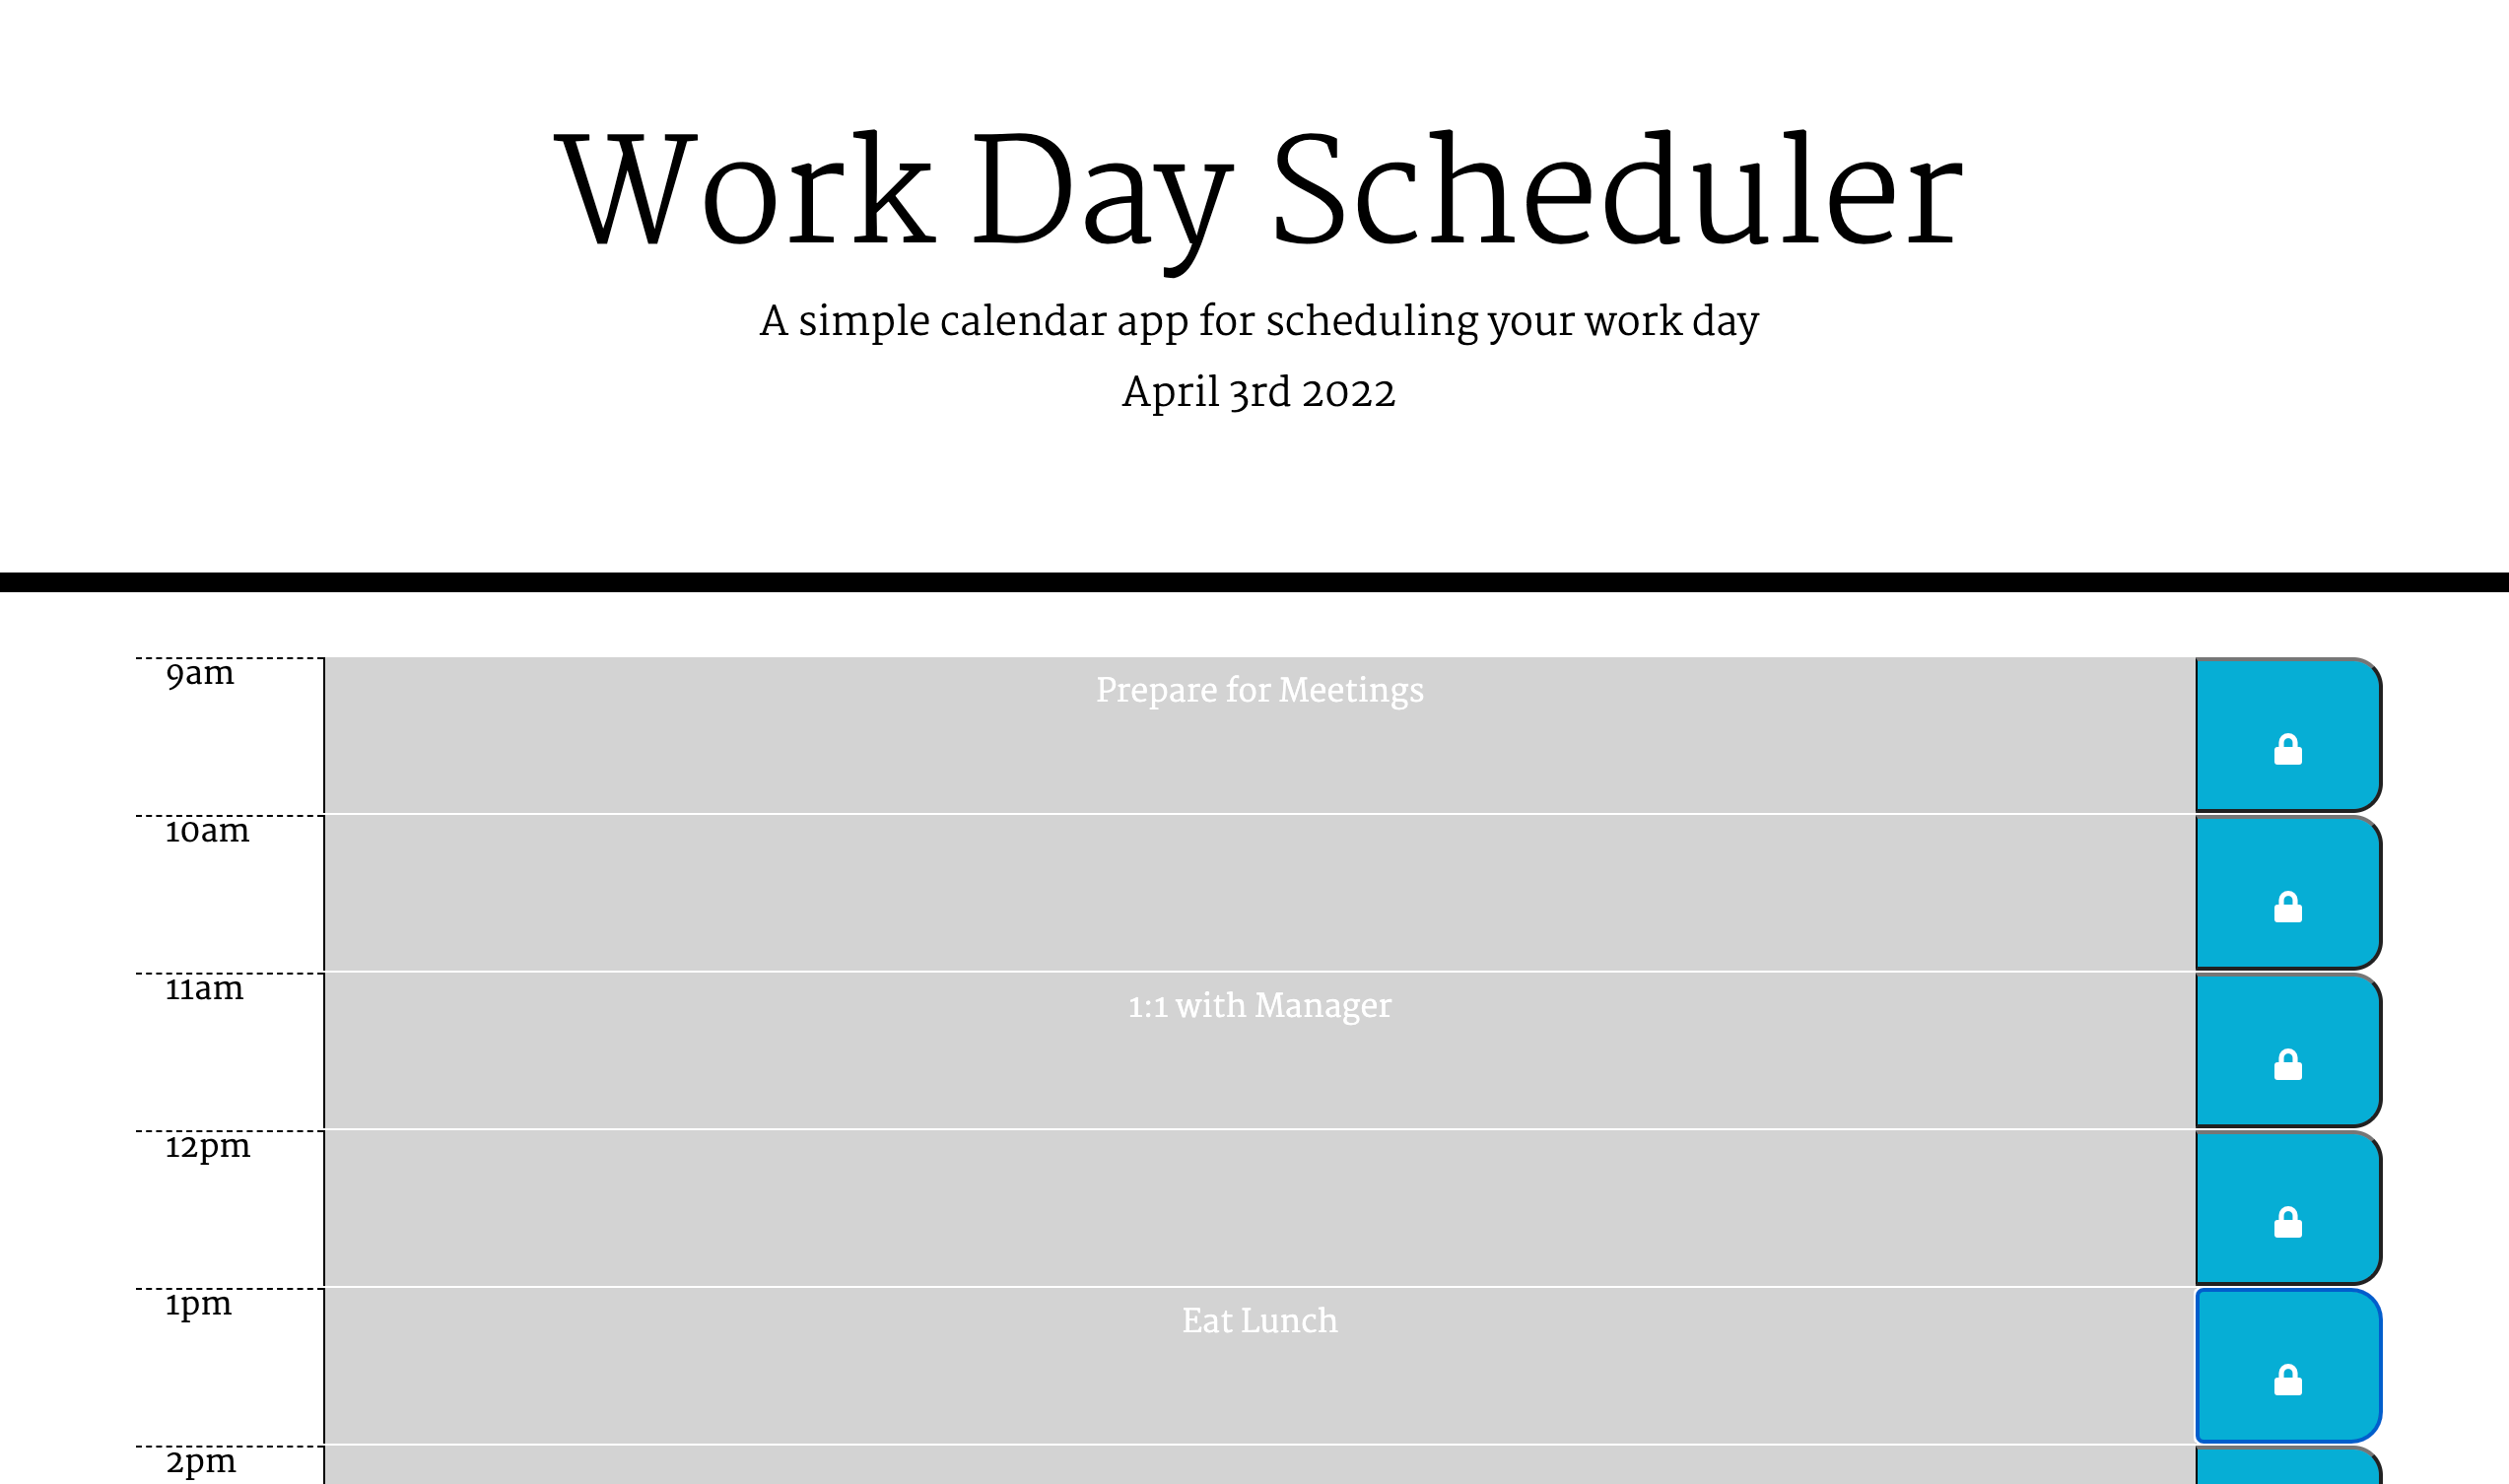 Work Day Scheduler
A simple calendar app for scheduling your work day
April 3rd 2022
9am
Prepare for Meetings
10am
11am
1:1 with Manager
12pm
1pm
Eat Lunch
2pm